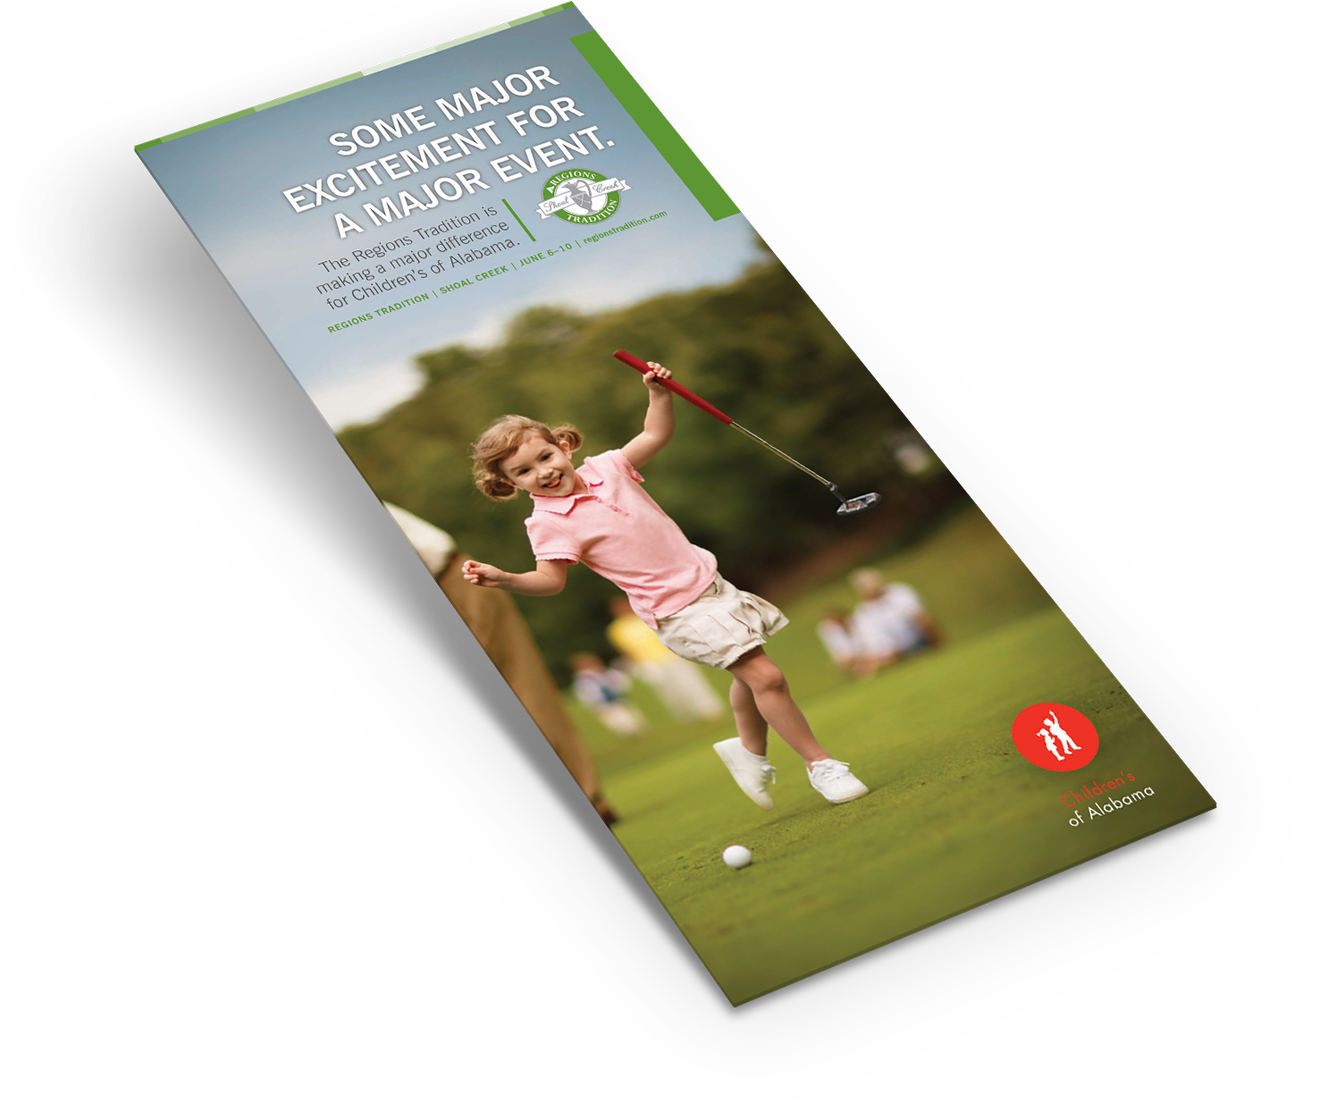 SOME MAJOR
EXCITEMENT FOR
A MAJOR EVENT.
The Regions Tradition is
making a major difference
for Children's of Alabama.
REGIONS
Shoal Creek
TRADITION
REGIONS TRADITION | SHOAL CREEK | JUNE 6–10 | regionstradition.com
Children's
of Alabama